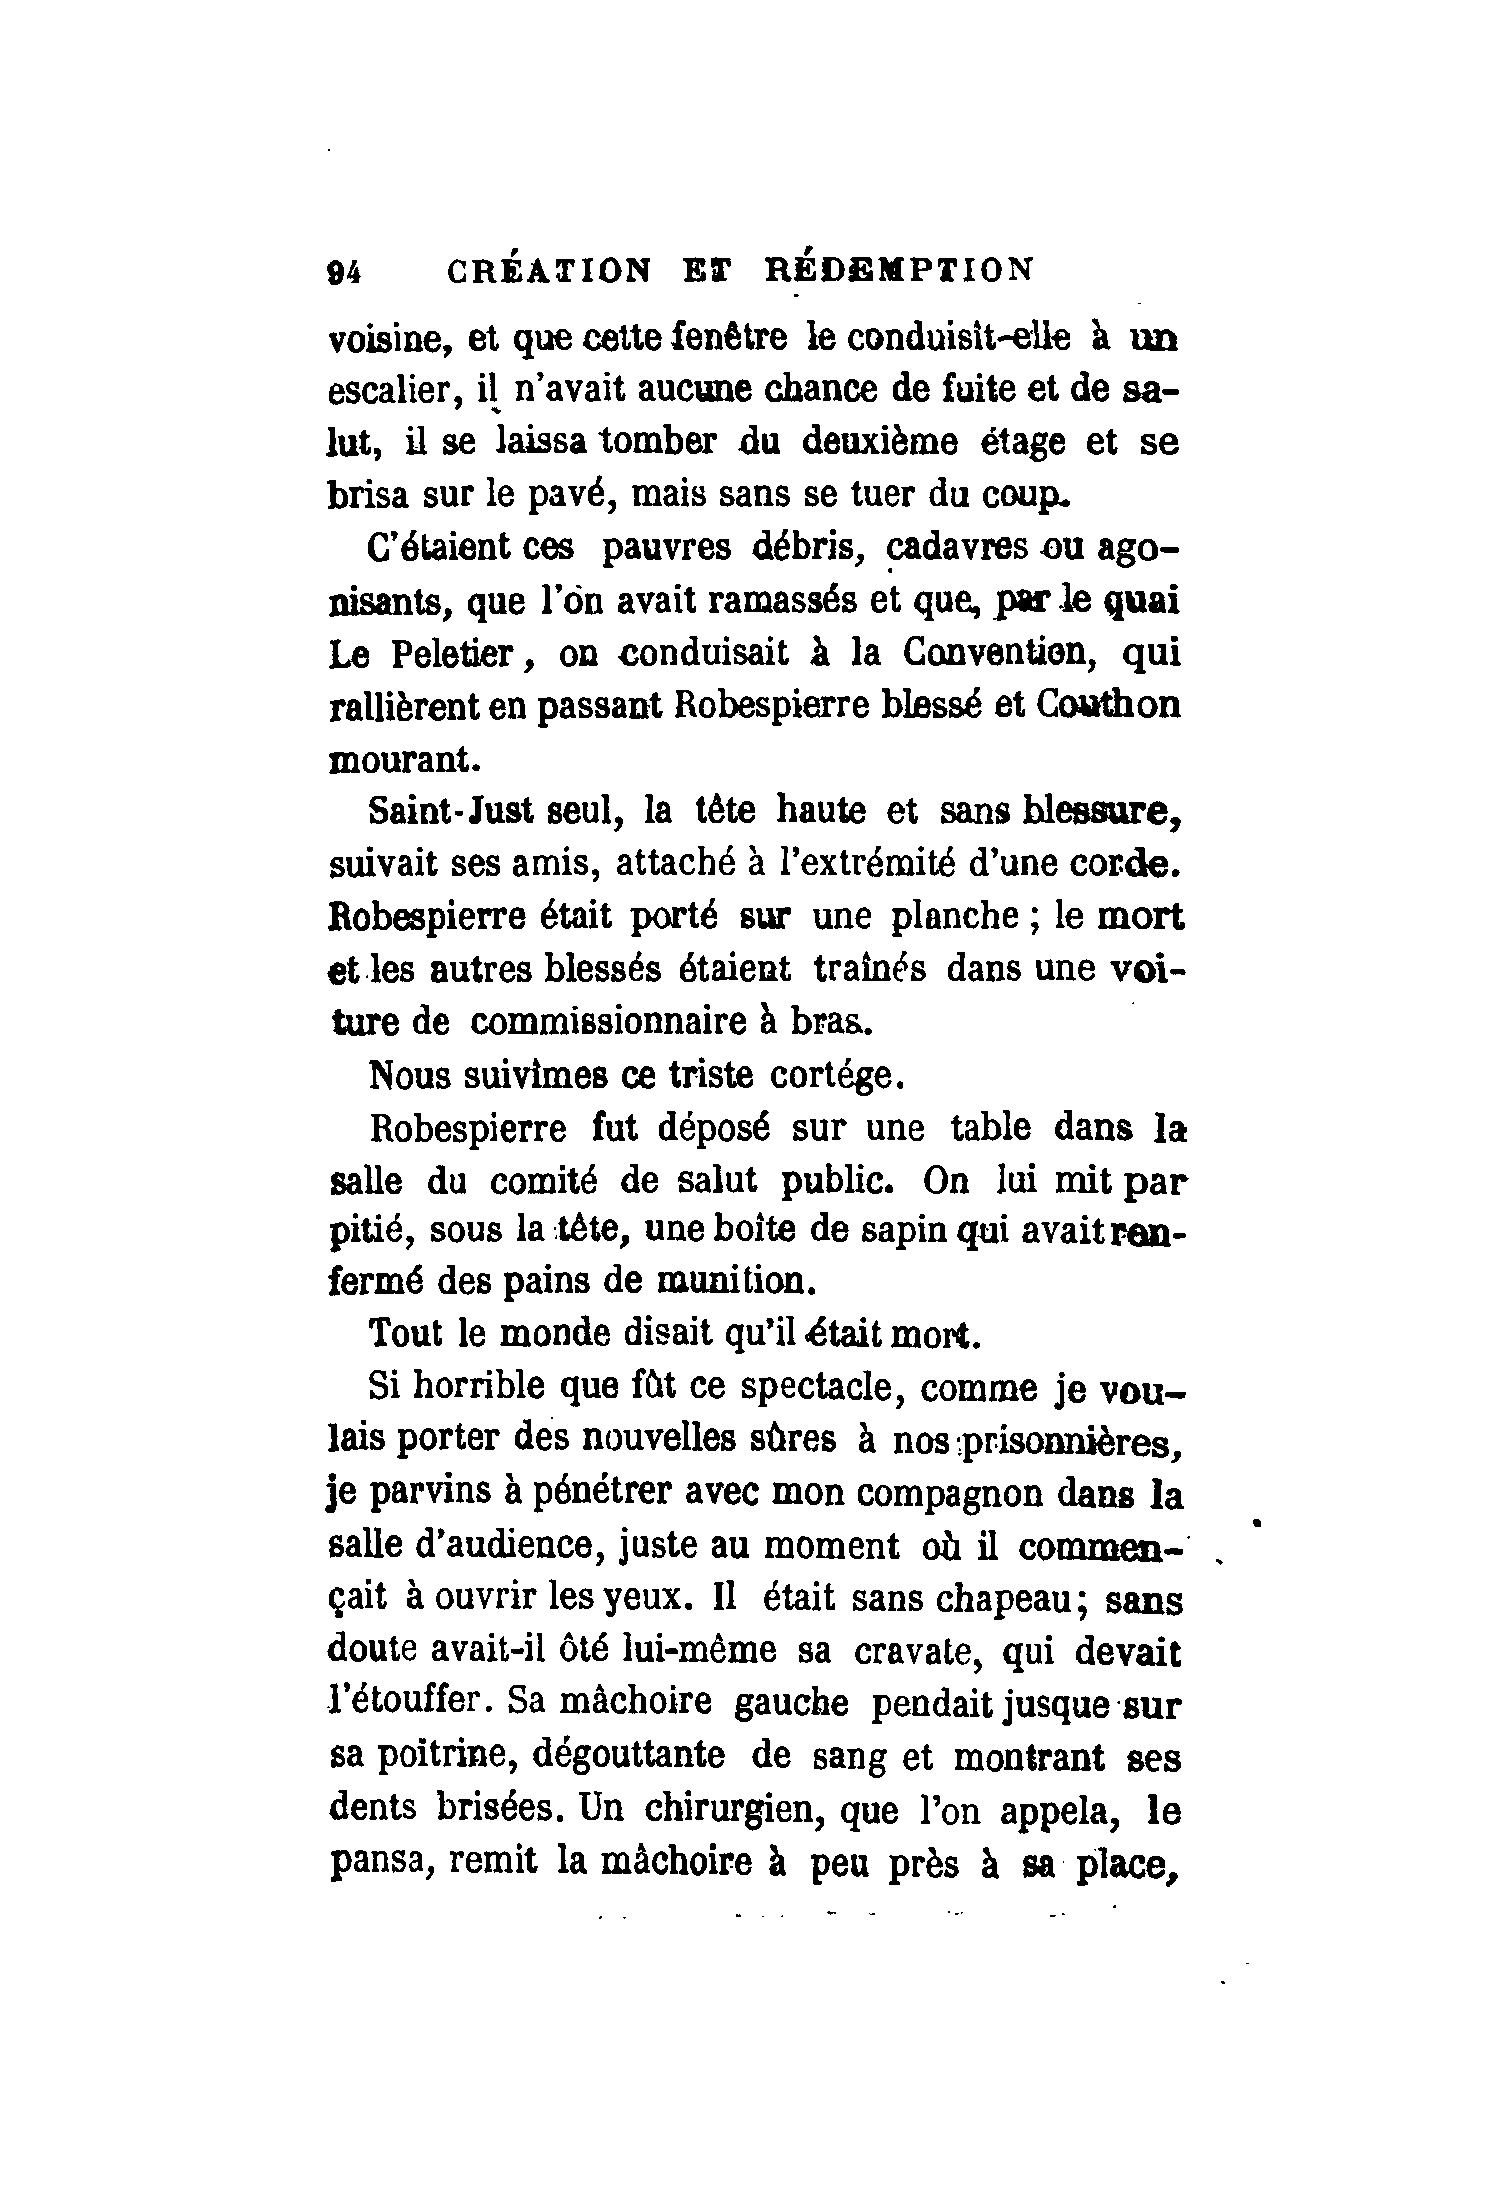 94 CRÉATION ET RÉDEMPTION
voisine, et que cette fenêtre le conduisît-elle à un
escalier, il n'avait aucune chance de fuite et de sa-
lut, il se laissa tomber du deuxième étage et se
brisa sur le pavé, mais sans se tuer du coup.
C'étaient ces pauvres débris, cadavres ou ago-
nisants, que l'on avait ramassés et que, par le quai
Le Peletier, on conduisait à la Convention, qui
rallièrent en passant Robespierre blessé et Couthon
mourant.
Saint-Just seul, la tête haute et sans blessure,
suivait ses amis, attaché à l'extrémité d'une corde.
Robespierre était porté sur une planche ; le mort
et les autres blessés étaient traînés dans une voi-
ture de commissionnaire à bras.
Nous suivîmes ce triste cortége.
Robespierre fut déposé sur une table dans la
salle du comité de salut public. On lui mit par
pitié, sous la tête, une boîte de sapin qui avait ren-
fermé des pains de munition.
Tout le monde disait qu'il était mort.
Si horrible que fût ce spectacle, comme je vou-
lais porter des nouvelles sûres à nos prisonnières,
je parvins à pénétrer avec mon compagnon dans la
salle d'audience, juste au moment où il commen-
çait à ouvrir les yeux. Il était sans chapeau; sans
doute avait-il ôté lui-même sa cravate, qui devait
l'étouffer. Sa mâchoire gauche pendait jusque sur
sa poitrine, dégouttante de sang et montrant ses
dents brisées. Un chirurgien, que l'on appela, le
pansa, remit la mâchoire à peu près à sa place,